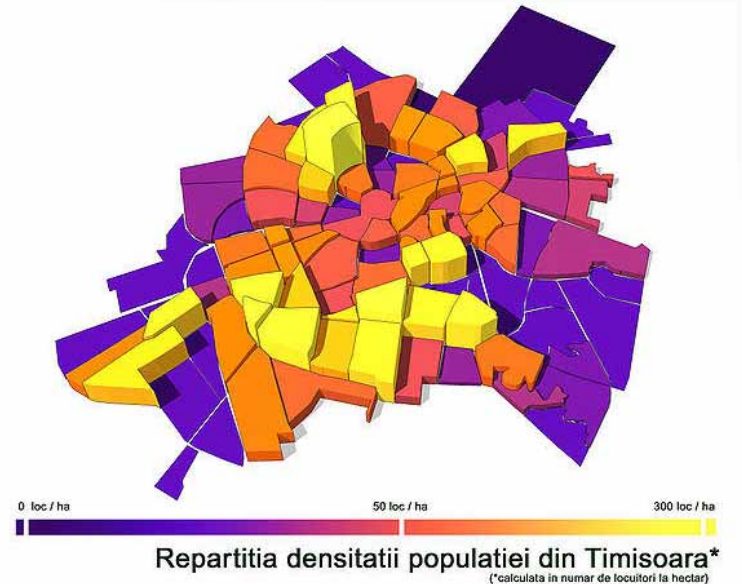 0 loc / ha 50 loc / ha 300 loc / ha
Repartitia densitatii populatiei din Timisoara*
(*calculata in numar de locuitori la hectar)